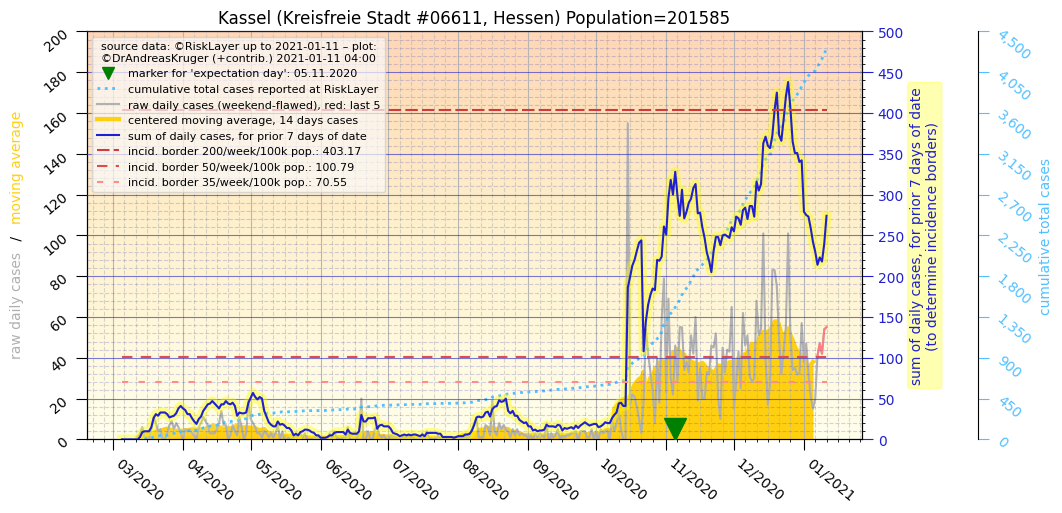 Kassel (Kreisfreie Stadt #06611, Hessen) Population=201585
source data: ©RiskLayer up to 2021-01-11 – plot:
©DrAndreasKruger (+contrib.) 2021-01-11 04:00
marker for 'expectation day': 05.11.2020
cumulative total cases reported at RiskLayer
raw daily cases (weekend-flawed), red: last 5
centered moving average, 14 days cases
sum of daily cases, for prior 7 days of date
incid. border 200/week/100k pop.: 403.17
incid. border 50/week/100k pop.: 100.79
incid. border 35/week/100k pop.: 70.55
raw daily cases / moving average
200
180
160
140
120
100
80
60
40
20
0
03/2020
04/2020
05/2020
06/2020
07/2020
08/2020
09/2020
10/2020
11/2020
12/2020
01/2021
500
450
400
350
300
250
200
150
100
50
0
sum of daily cases, for prior 7 days of date
(to determine incidence borders)
4,500
4,050
3,600
3,150
2,700
2,250
1,800
1,350
900
450
0
cumulative total cases